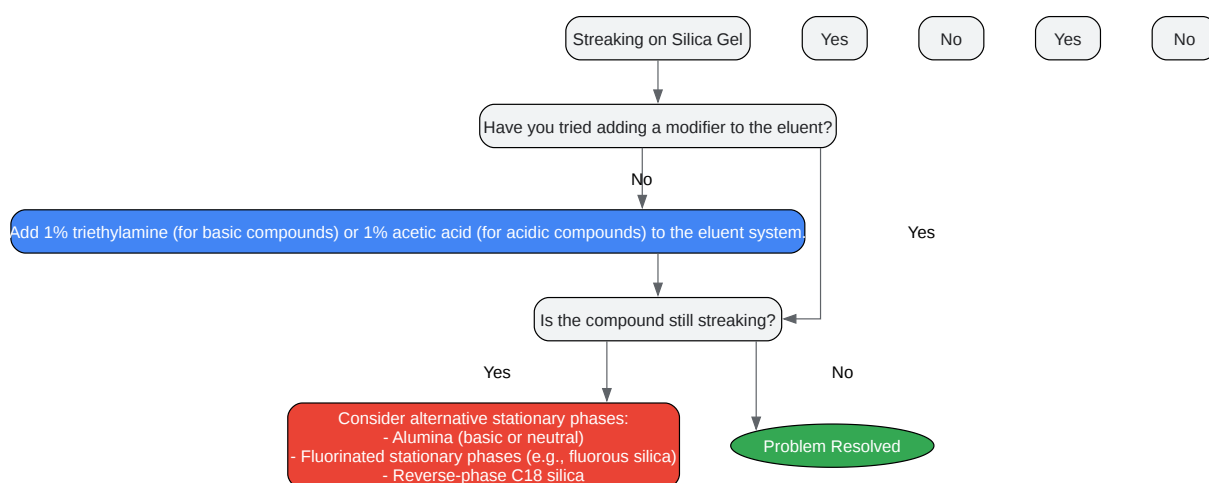 Streaking on Silica Gel
Yes
No
Yes
No
Have you tried adding a modifier to the eluent?
No
Add 1% triethylamine (for basic compounds) or 1% acetic acid (for acidic compounds) to the eluent system.
Yes
Is the compound still streaking?
Yes
No
Consider alternative stationary phases:
- Alumina (basic or neutral)
- Fluorinated stationary phases (e.g., fluorous silica)
- Reverse-phase C18 silica
Problem Resolved